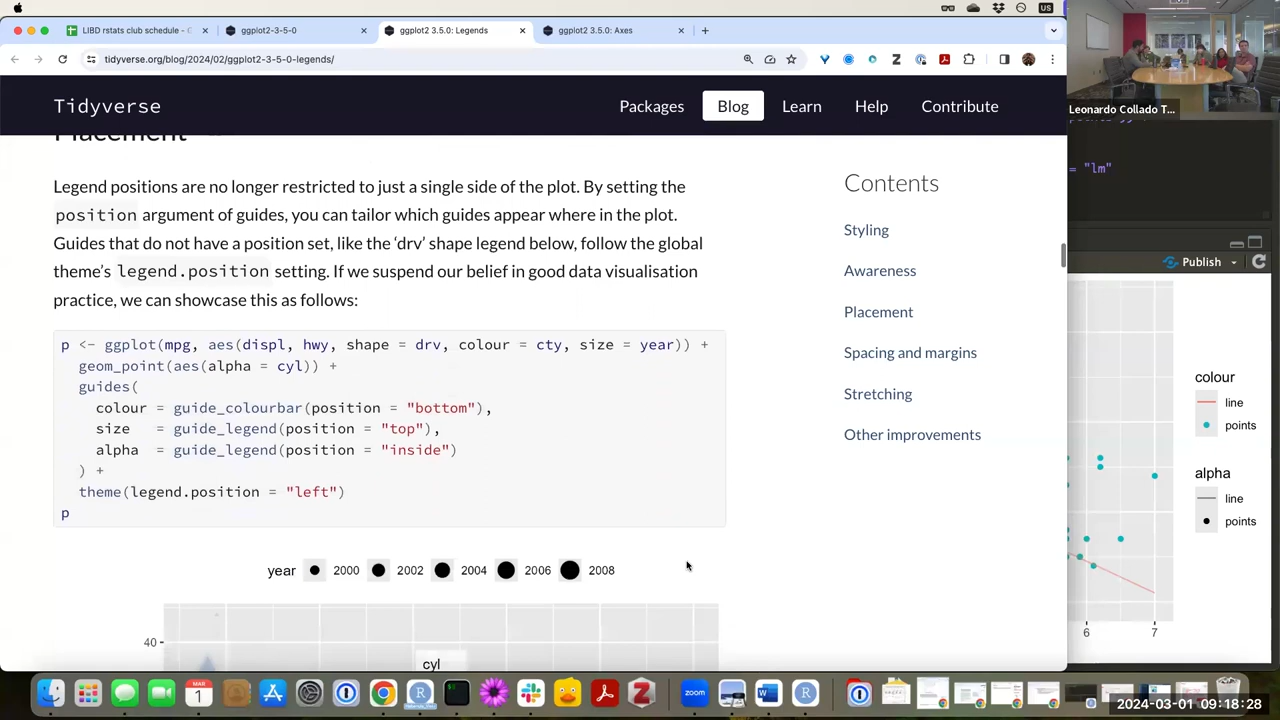 LIBD rstats club schedule - G
ggplot2-3-5-0
ggplot2 3.5.0: Legends
ggplot2 3.5.0: Axes
US
tidyverse.org/blog/2024/02/ggplot2-3-5-0-legends/
Tidyverse
Packages
Blog
Learn
Help
Contribute
Leonardo Collado T...
Placement
= "lm"
Legend positions are no longer restricted to just a single side of the plot. By setting the
position argument of guides, you can tailor which guides appear where in the plot.
Guides that do not have a position set, like the ‘drv’ shape legend below, follow the global
theme’s legend.position setting. If we suspend our belief in good data visualisation
practice, we can showcase this as follows:
Contents
Styling
Awareness
Placement
Spacing and margins
Stretching
Other improvements
Publish
p <- ggplot(mpg, aes(displ, hwy, shape = drv, colour = cty, size = year)) +
geom_point(aes(alpha = cyl)) +
guides(
colour = guide_colourbar(position = "bottom"),
size   = guide_legend(position = "top"),
alpha  = guide_legend(position = "inside")
) +
theme(legend.position = "left")
p
colour
line
points
alpha
line
points
6
7
year
2000
2002
2004
2006
2008
40
cyl
MAR
1
zoom
2024-03-01 09:18:28